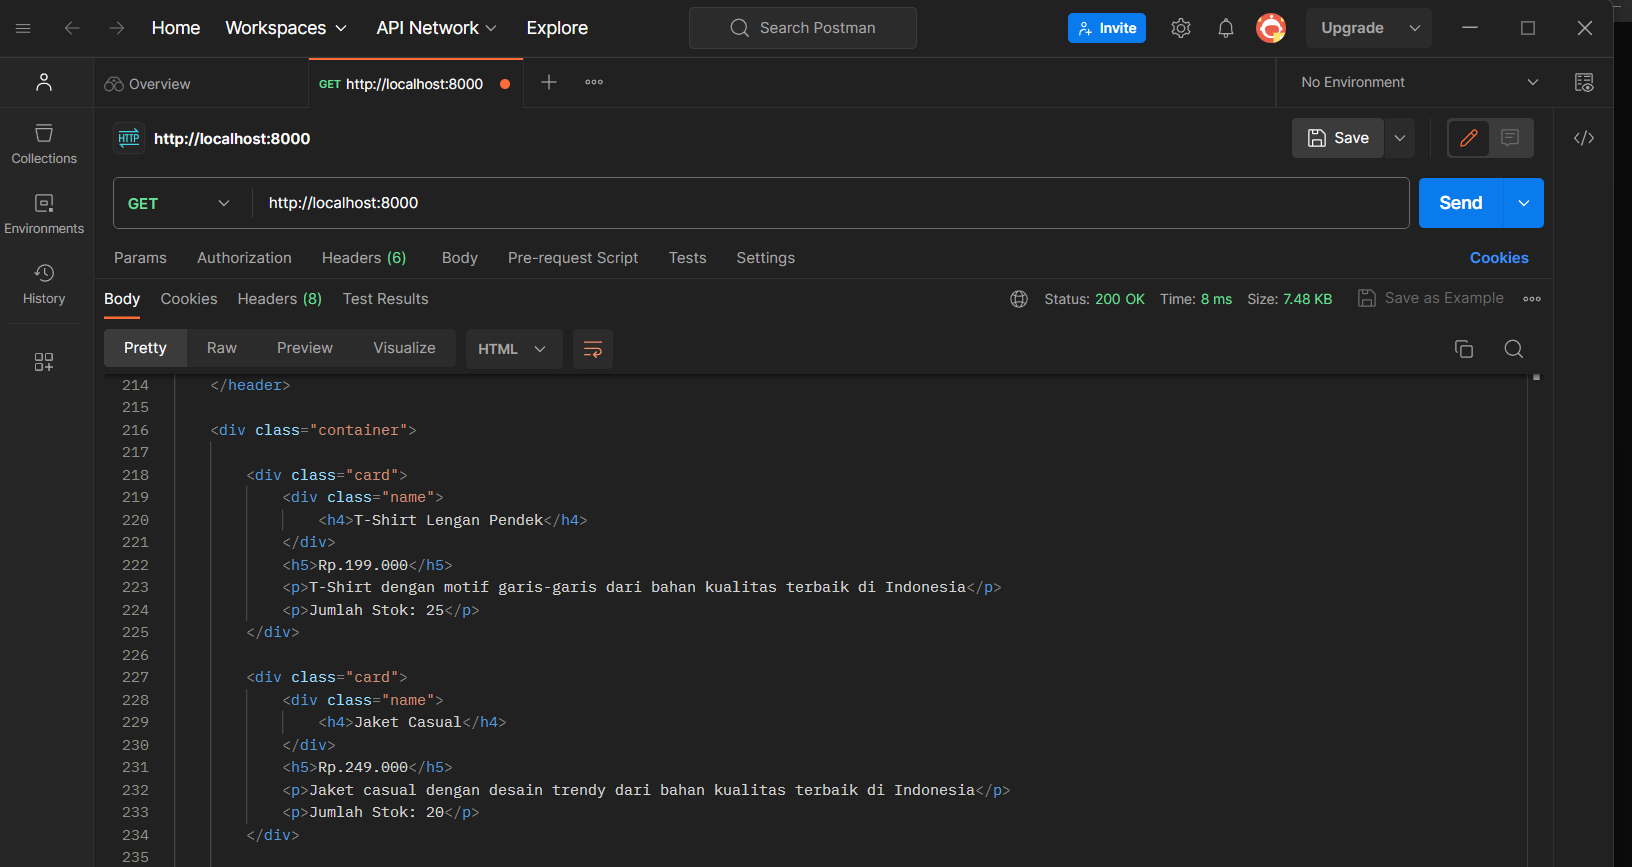 Home Workspaces API Network Explore Search Postman Invite Upgrade
Overview GET http://localhost:8000 No Environment
HTTP http://localhost:8000 Save
GET http://localhost:8000 Send
Params Authorization Headers (6) Body Pre-request Script Tests Settings Cookies
Collections
Environments
History
Body Cookies Headers (8) Test Results Status: 200 OK Time: 8 ms Size: 7.48 KB Save as Example
Pretty Raw Preview Visualize HTML
214 </header>
215
216 <div class="container">
217
218 <div class="card">
219 <div class="name">
220 <h4>T-Shirt Lengan Pendek</h4>
221 </div>
222 <h5>Rp.199.000</h5>
223 <p>T-Shirt dengan motif garis-garis dari bahan kualitas terbaik di Indonesia</p>
224 <p>Jumlah Stok: 25</p>
225 </div>
226
227 <div class="card">
228 <div class="name">
229 <h4>Jaket Casual</h4>
230 </div>
231 <h5>Rp.249.000</h5>
232 <p>Jaket casual dengan desain trendy dari bahan kualitas terbaik di Indonesia</p>
233 <p>Jumlah Stok: 20</p>
234 </div>
235